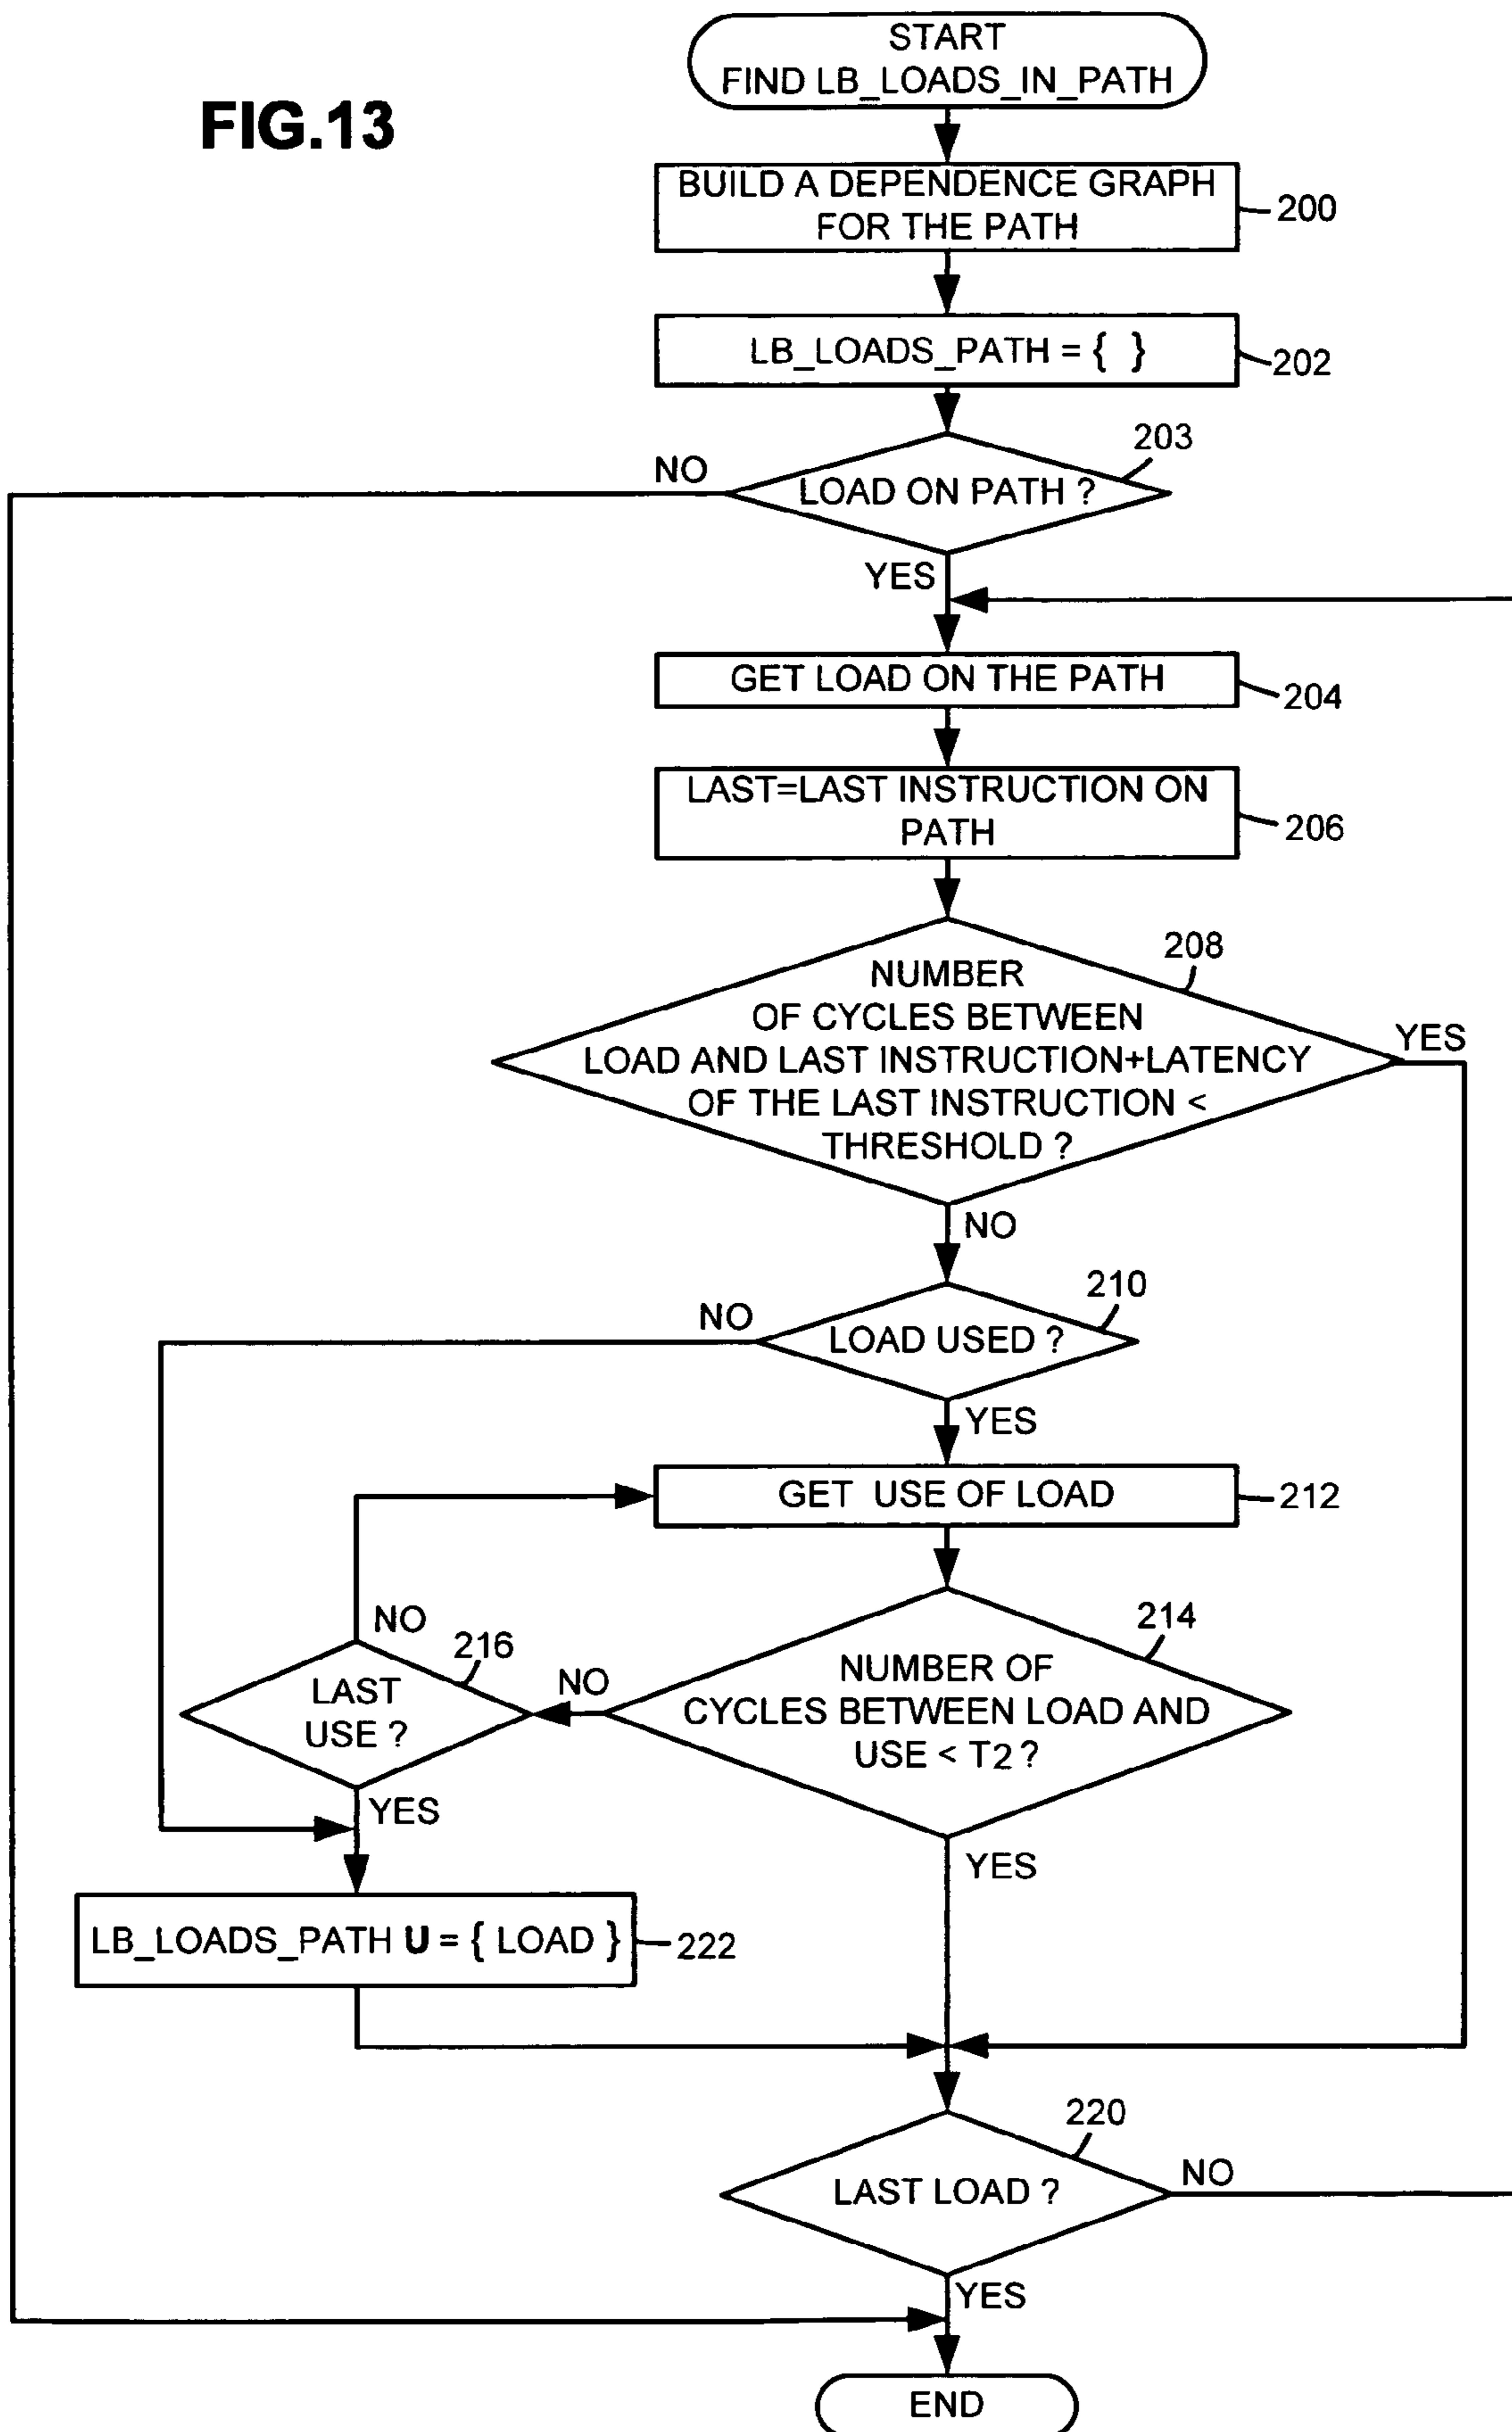 FIG.13
START
FIND LB_LOADS_IN_PATH
BUILD A DEPENDENCE GRAPH
FOR THE PATH
200
LB_LOADS_PATH = { }
202
203
LOAD ON PATH ?
NO
YES
GET LOAD ON THE PATH
204
LAST=LAST INSTRUCTION ON
PATH
206
208
NUMBER
OF CYCLES BETWEEN
LOAD AND LAST INSTRUCTION+LATENCY
OF THE LAST INSTRUCTION <
THRESHOLD ?
YES
NO
210
LOAD USED ?
NO
YES
GET USE OF LOAD
212
214
NUMBER OF
CYCLES BETWEEN LOAD AND
USE < T2 ?
NO
216
LAST
USE ?
NO
YES
YES
LB_LOADS_PATH U = { LOAD }
222
220
LAST LOAD ?
NO
YES
END